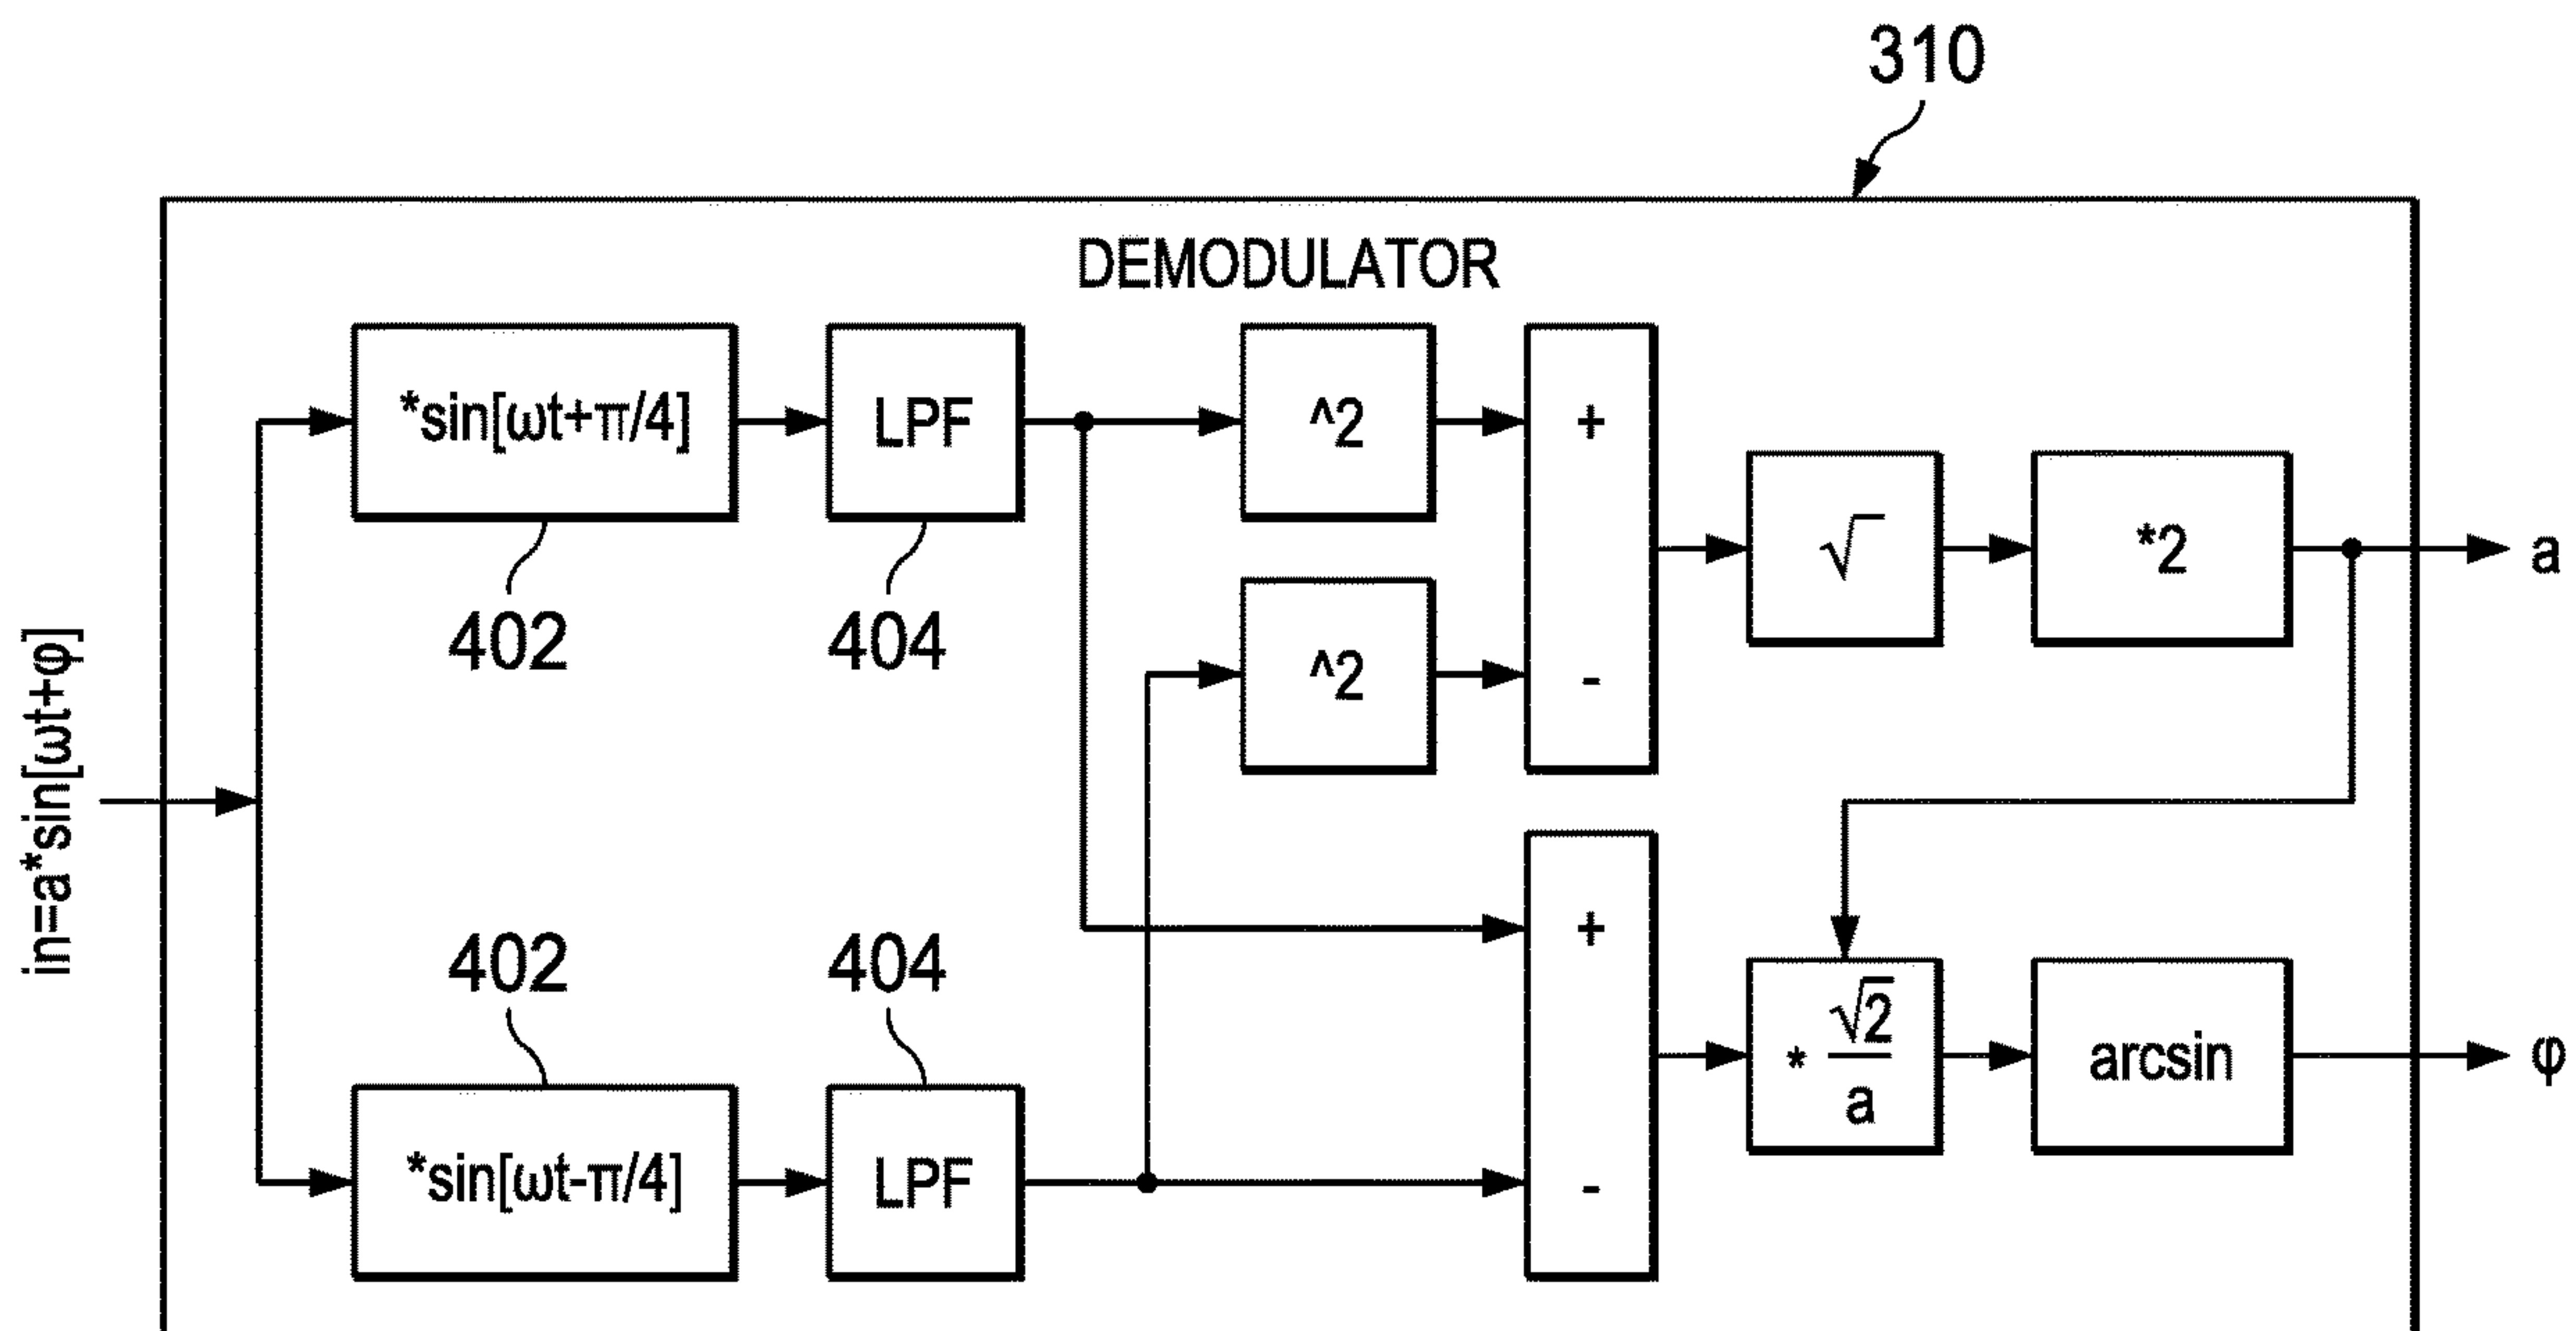 310
DEMODULATOR
*sin[ωt+π/4]
LPF
^2
+
√
*2
a
402
404
^2
-
in=a*sin[ωt+φ]
402
404
+
* √2/a
arcsin
φ
*sin[ωt-π/4]
LPF
-